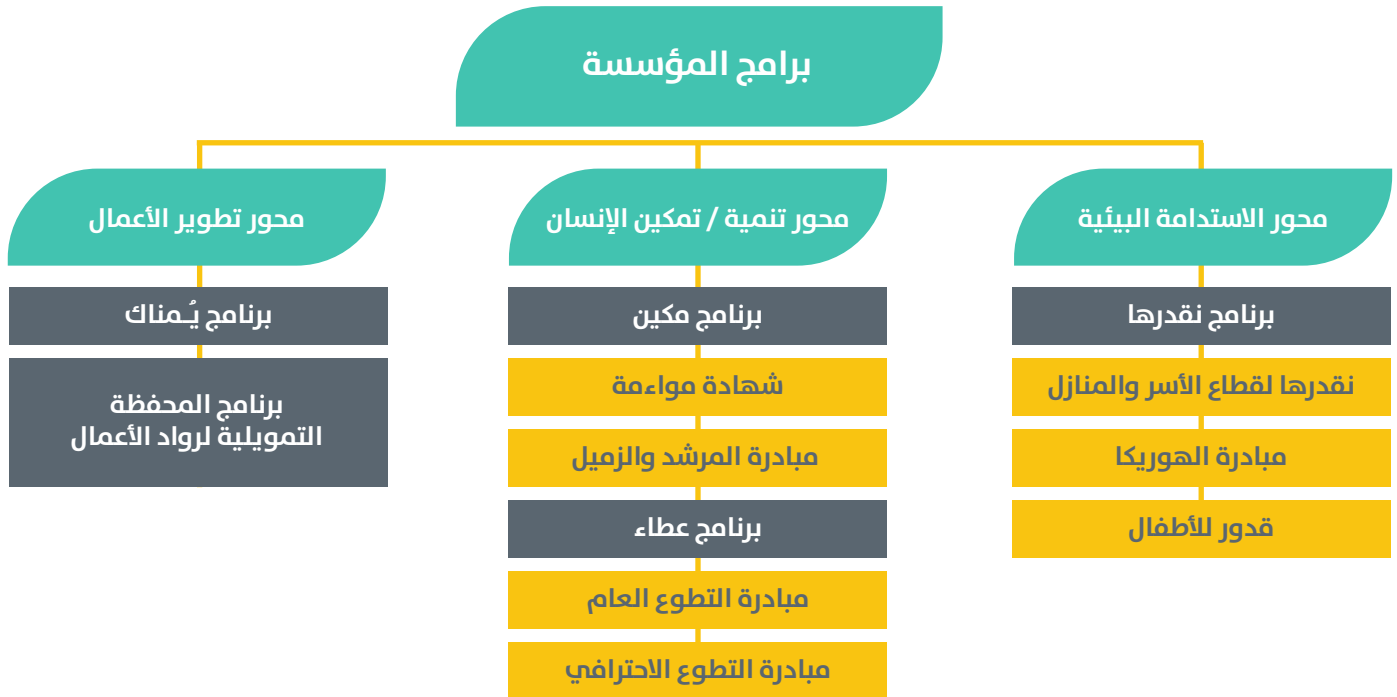 برامج المؤسسة
محور الاستدامة البيئية
برنامج نقدرها
نقدرها لقطاع الأسر والمنازل
مبادرة الهوريكا
قدور للأطفال
محور تنمية / تمكين الإنسان
برنامج مكين
شهادة مواءمة
مبادرة المرشد والزميل
برنامج عطاء
مبادرة التطوع العام
مبادرة التطوع الاحترافي
محور تطوير الأعمال
برنامج يُـمناك
برنامج المحفظة
التمويلية لرواد الأعمال